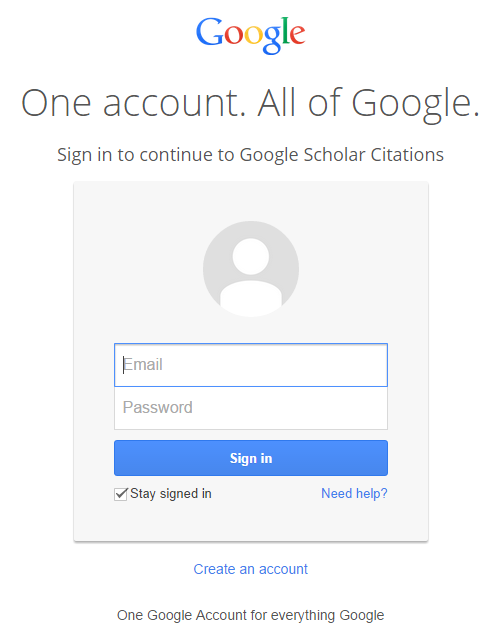 Google
One account. All of Google.
Sign in to continue to Google Scholar Citations
Email
Password
Sign in
Stay signed in Need help?
Create an account
One Google Account for everything Google